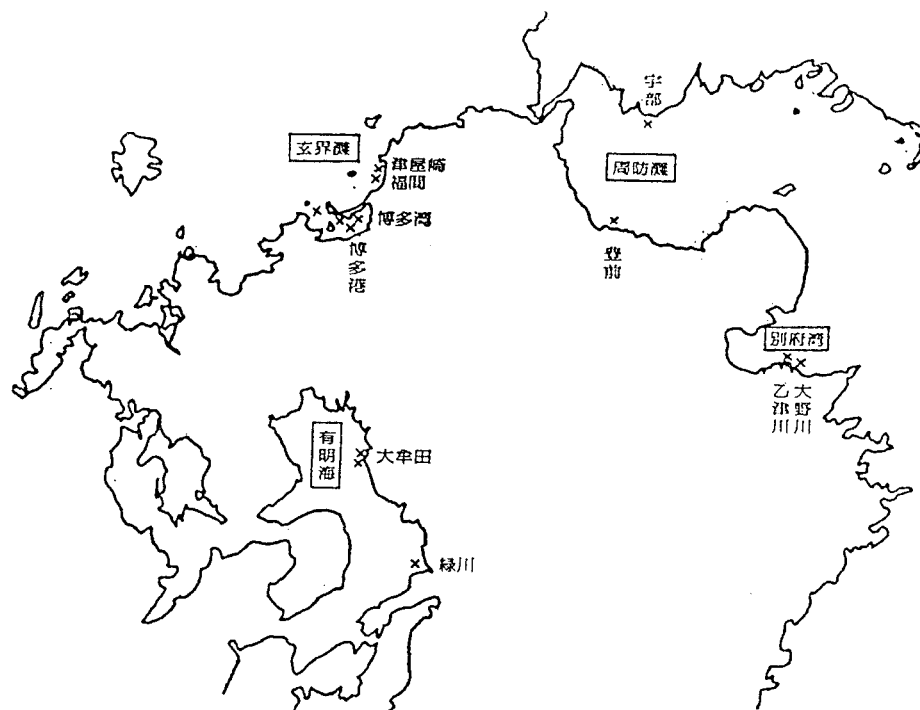 宇部
玄界灘
津屋崎
福間
周防灘
博多湾
博多港
豊前
別府湾
大野川
乙津川
有明海
大牟田
緑川